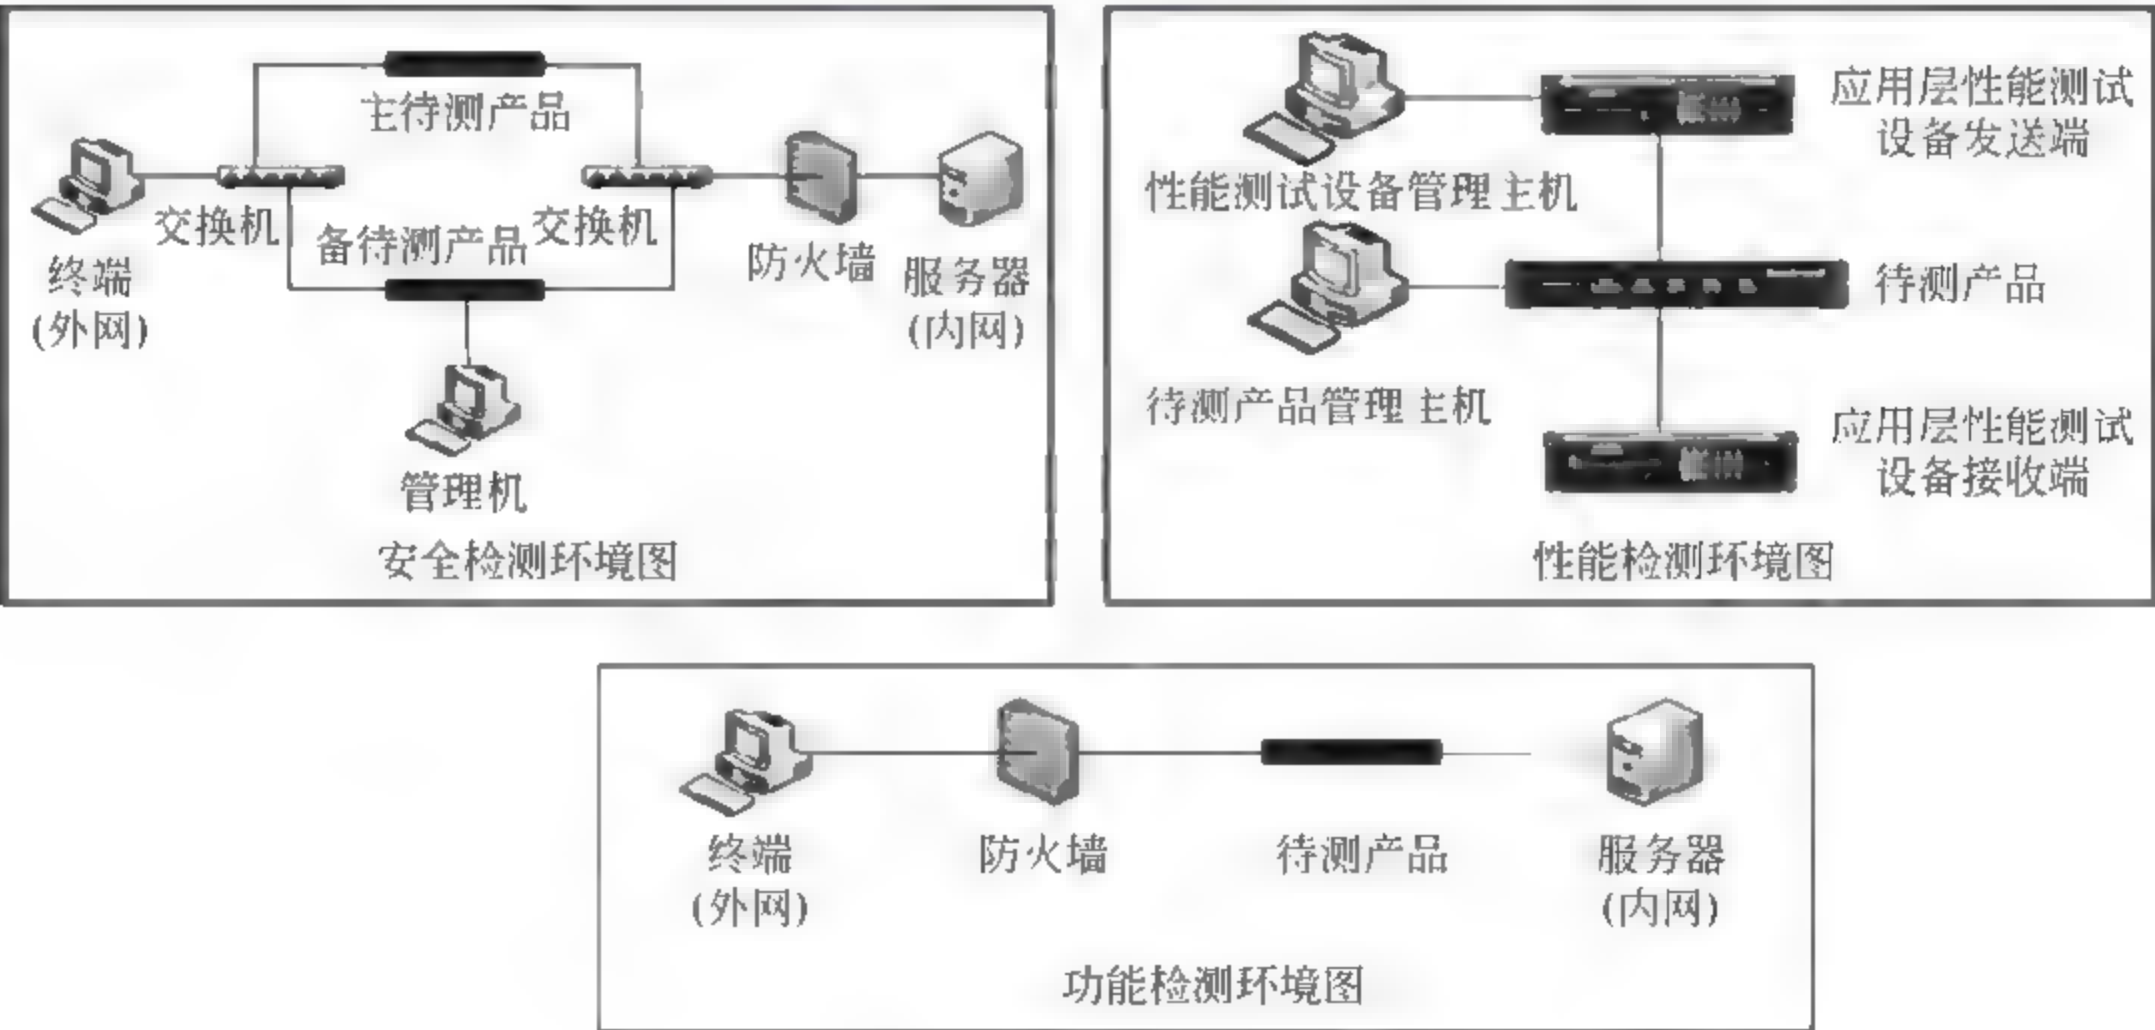 主待测产品
交换机
备待测产品
交换机
终端
(外网)
防火墙
服务器
(内网)
管理机
安全检测环境图
应用层性能测试
设备发送端
性能测试设备管理主机
待测产品
待测产品管理主机
应用层性能测试
设备接收端
性能检测环境图
终端
(外网)
防火墙
待测产品
服务器
(内网)
功能检测环境图